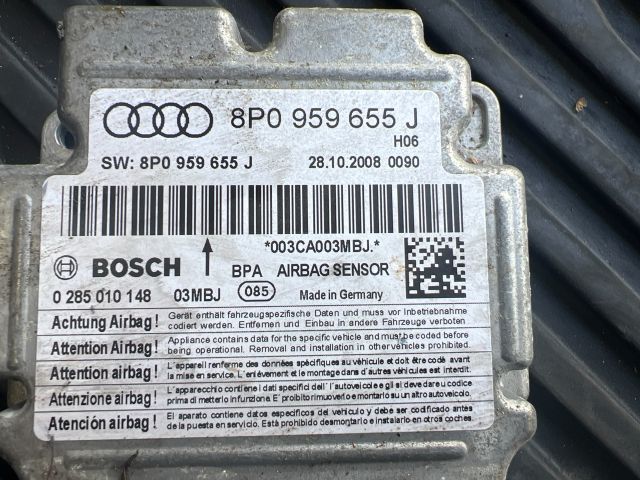 8P0 959 655 J
H06
SW: 8P0 959 655 J 28.10.2008 0090
*003CA003MBJ.*
BOSCH BPA AIRBAG SENSOR
0 285 010 148 03MBJ 085 Made in Germany
Achtung Airbag! Gerät enthält fahrzeugspezifische Daten und muss vor Inbetriebnahme
codiert werden. Entfernen und Einbau in andere Fahrzeuge verboten
Attention Airbag! Appliance contains data for the specific vehicle and must be coded before
being operational. Removal and installation in other vehicles prohibited.
Attention Airbag! L'appareil renferme des données spécifiques au véhicule et doit être codé avant
la mise en service. L'enlèvement et le montage dans d'autres véhicules est interdit.
Attenzione airbag! L'apparecchio contiene i dati specifici dell'autoveicolo e gli si deve dare u codice
prima di metterlo in funzione. E' proibito rimuoverlo e montarlo su un altro autoveicolo.
Atención airbag! El aparato contiene datos especificos del vehículo y debe ser codificado antes
de la puesta en servicio. Está prohibido desmontarlo e instalarlo en otros coches.